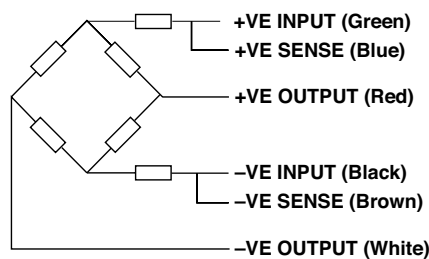 +VE INPUT (Green)
+VE SENSE (Blue)
+VE OUTPUT (Red)
–VE INPUT (Black)
–VE SENSE (Brown)
–VE OUTPUT (White)